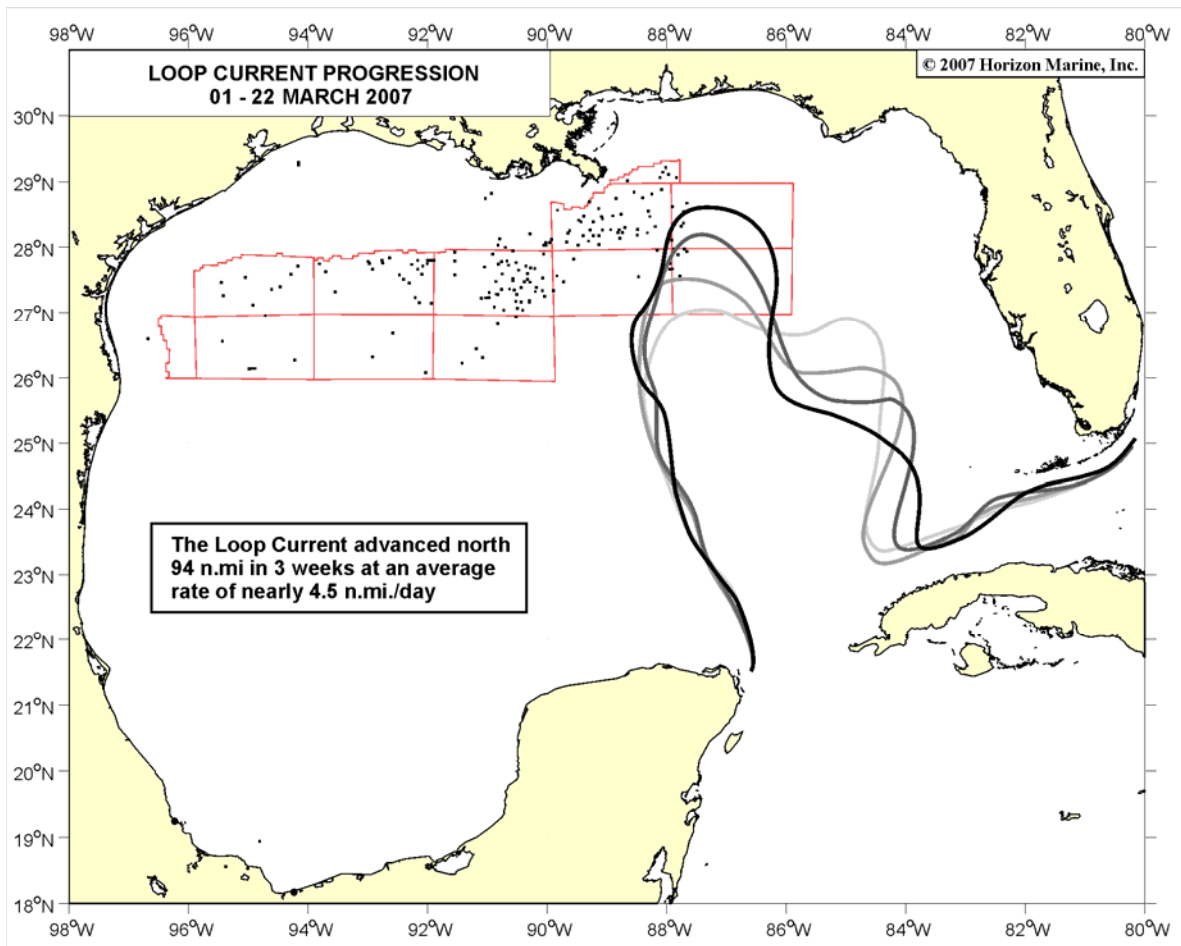 98°W 96°W 94°W 92°W 90°W 88°W 86°W 84°W 82°W 80°W
LOOP CURRENT PROGRESSION
01 - 22 MARCH 2007
© 2007 Horizon Marine, Inc.
30°N
29°N
28°N
27°N
26°N
25°N
24°N
23°N
22°N
21°N
20°N
19°N
18°N
The Loop Current advanced north
94 n.mi in 3 weeks at an average
rate of nearly 4.5 n.mi./day
98°W 96°W 94°W 92°W 90°W 88°W 86°W 84°W 82°W 80°W